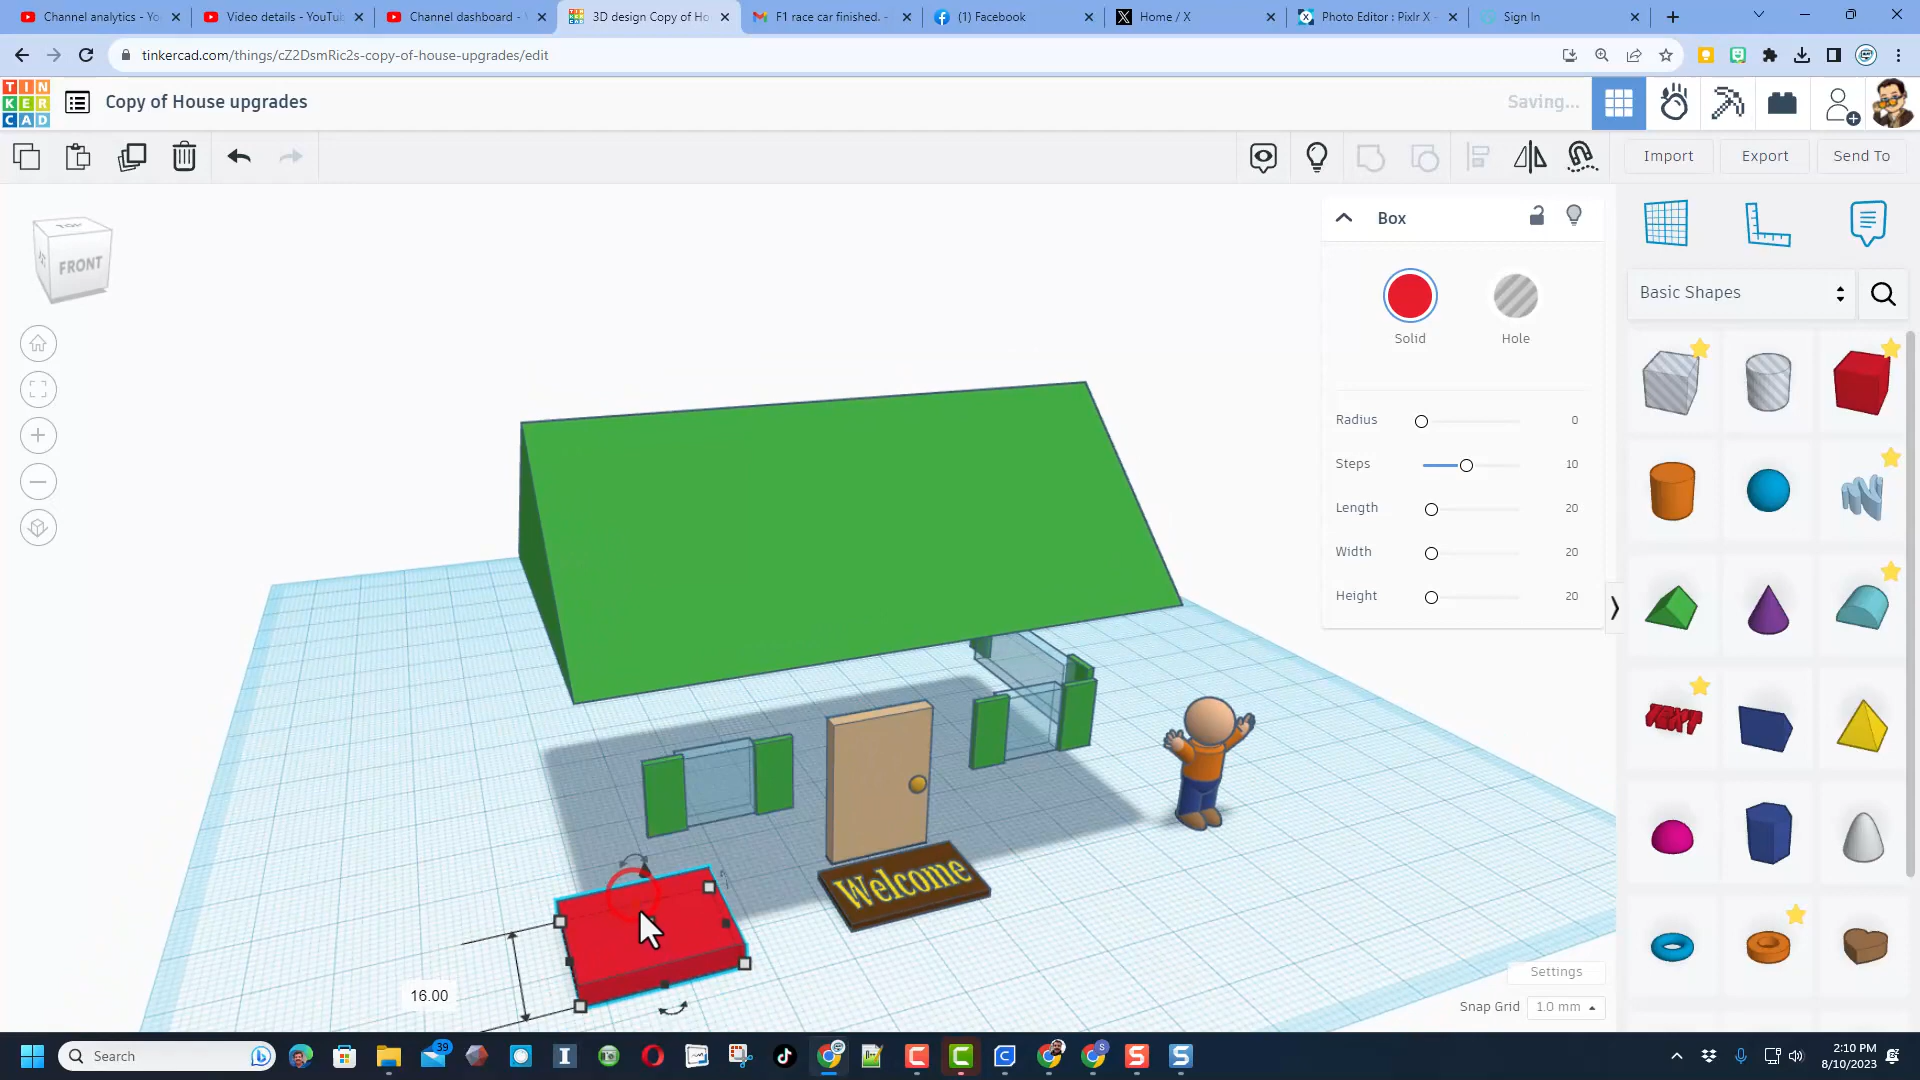 Channel analytics -
Video details - YouTub
Channel dashboard -
3D design Copy of Ho
F1 race car finished. -
(1) Facebook
Home / X
Photo Editor : Pixlr X -
Sign In
tinkercad.com/things/cZ2DsmRic2s-copy-of-house-upgrades/edit
TIN
KER
CAD
Copy of House upgrades
Saving...
Import
Export
Send To
TOP
FRONT
Box
Solid
Hole
Radius 0
Steps 10
Length 20
Width 20
Height 20
Basic Shapes
TEXT
Welcome
16.00
Settings
Snap Grid 1.0 mm
Search
39
2:10 PM
8/10/2023